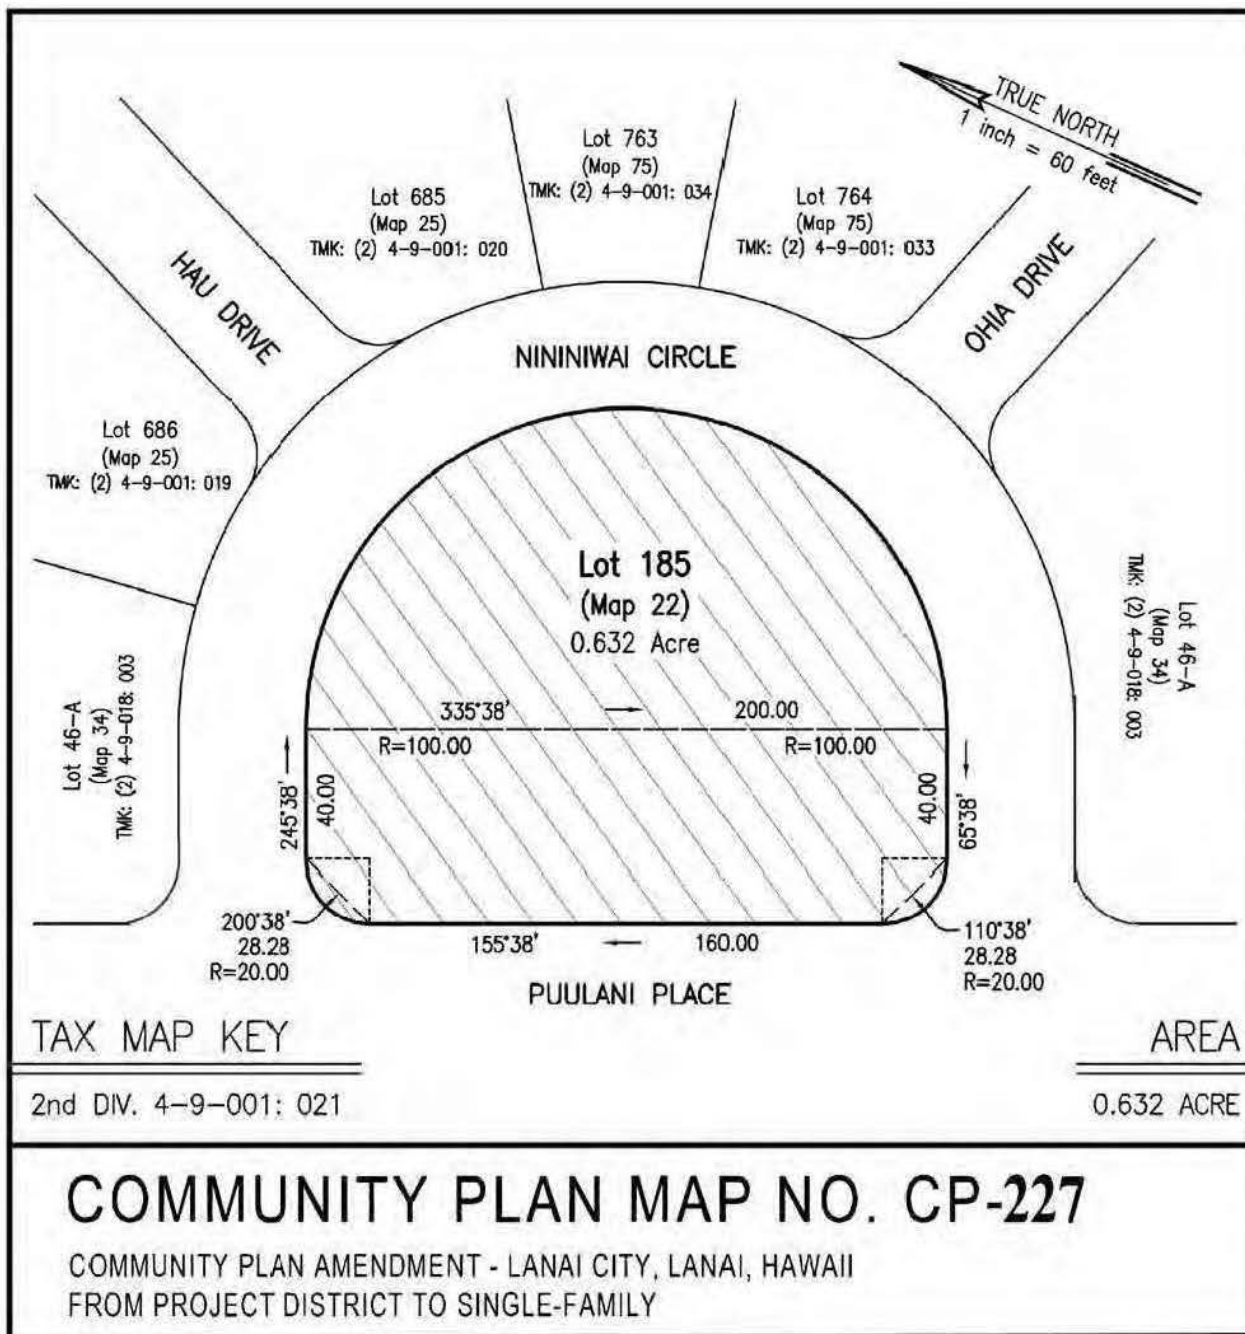 TRUE NORTH
1 inch = 60 feet
Lot 763
(Map 75)
TMK: (2) 4-9-001: 034
Lot 685
(Map 25)
TMK: (2) 4-9-001: 020
Lot 764
(Map 75)
TMK: (2) 4-9-001: 033
HAU DRIVE
OHIA DRIVE
NININIWAI CIRCLE
Lot 686
(Map 25)
TMK: (2) 4-9-001: 019
Lot 185
(Map 22)
0.632 Acre
Lot 46-A
(Map 34)
TMK: (2) 4-9-018: 003
Lot 46-A
(Map 34)
TMK: (2) 4-9-018: 003
335°38' 200.00
R=100.00 R=100.00
245°38'
40.00
40.00
65°38'
200°38'
28.28
R=20.00
155°38' 160.00
110°38'
28.28
R=20.00
PUULANI PLACE
TAX MAP KEY
AREA
2nd DIV. 4-9-001: 021
0.632 ACRE
COMMUNITY PLAN MAP NO. CP-227
COMMUNITY PLAN AMENDMENT - LANAI CITY, LANAI, HAWAII
FROM PROJECT DISTRICT TO SINGLE-FAMILY